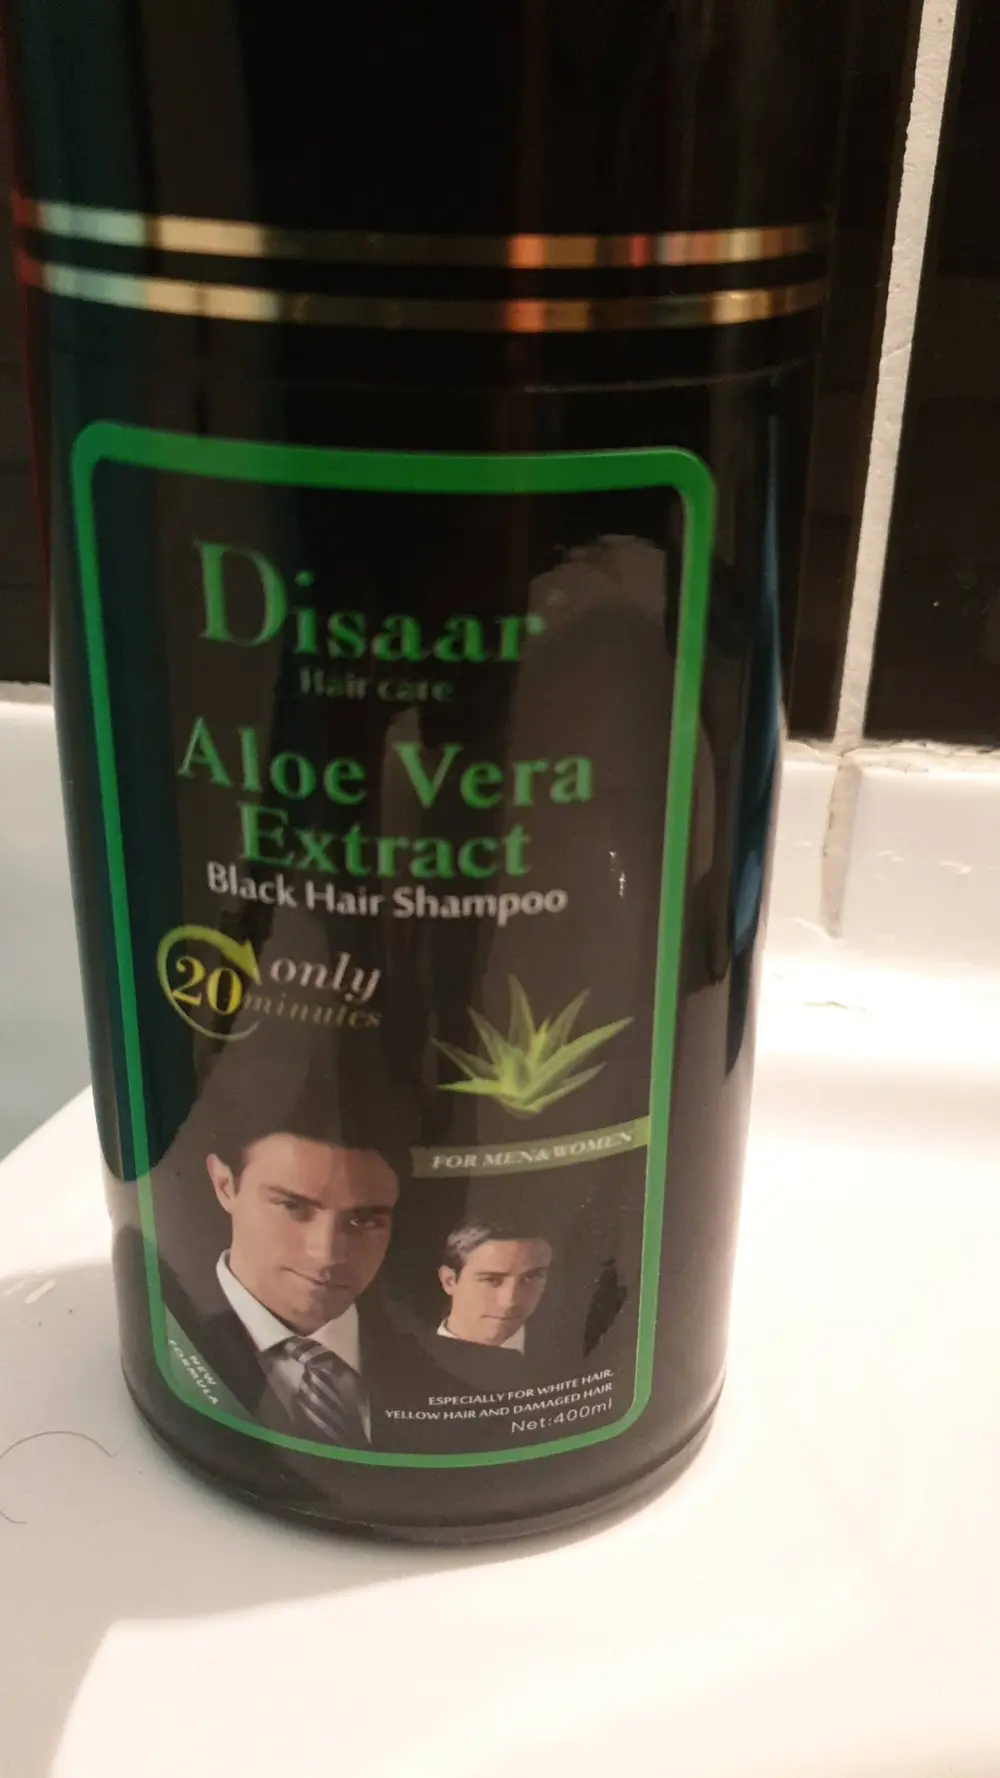 Disaar
Hair care
Aloe Vera
Extract
Black Hair Shampoo
20 only
minutes
FOR MEN&WOMEN
NEW
FORMULA
ESPECIALLY FOR WHITE HAIR,
YELLOW HAIR AND DAMAGED HAIR
Net:400ml